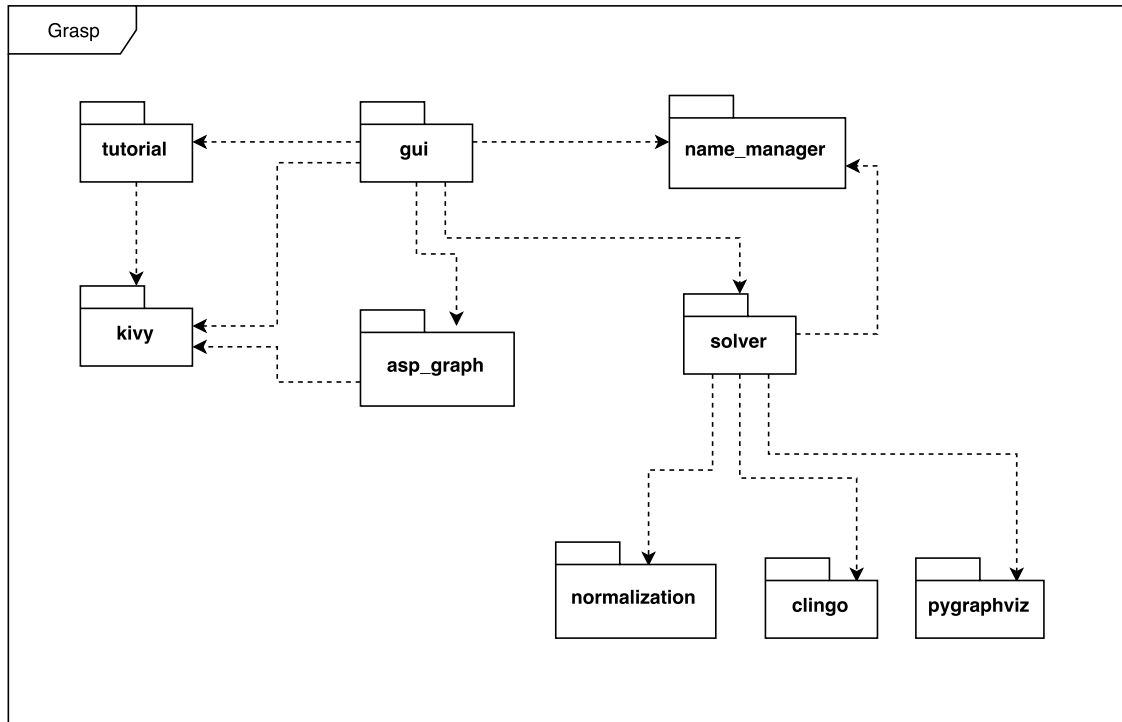 Grasp
tutorial
gui
name_manager
kivy
asp_graph
solver
normalization
clingo
pygraphviz